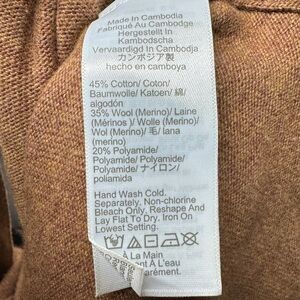 Made In Cambodia
Fabriqué Au Cambodge
Hergestellt In
Kambodscha
Vervaardigd In Cambodja
カンボジア製
hecho en camboya
45% Cotton/ Coton/
Baumwolle/ Katoen/ 綿/
algodón
35% Wool (Merino)/ Laine
(Mérinos) / Wolle (Merino)/
Wol (Merino)/ 毛/ lana
(merino)
20% Polyamide/
Polyamide/ Polyamid/
Polyamide/ ナイロン/
poliamida
Hand Wash Cold.
Separately, Non-chlorine
Bleach Only, Reshape And
Lay Flat To Dry. Iron On
Lowest Setting.
À La Main
ent À L'eau